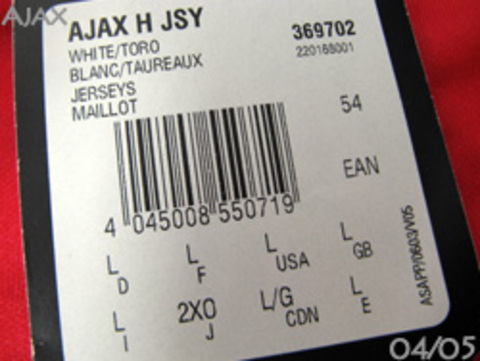 AJAX
AJAX H JSY 369702
WHITE/TORO 220188001
BLANC/TAUREAUX
JERSEYS
MAILLOT 54
EAN
4 045008 550719
L D L F L USA L GB
L I 2XO J L/G CDN L E
ASAPP/0603/V05
04/05